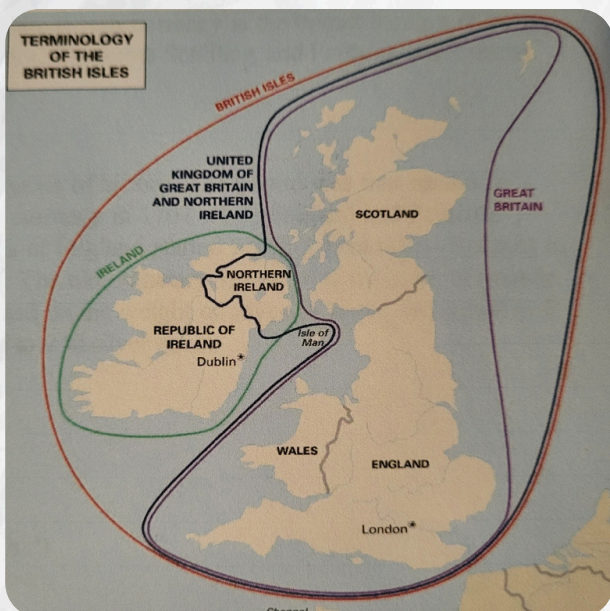 TERMINOLOGY
OF THE
BRITISH ISLES
BRITISH ISLES
UNITED
KINGDOM OF
GREAT BRITAIN
AND NORTHERN
IRELAND
SCOTLAND
GREAT
BRITAIN
IRELAND
NORTHERN
IRELAND
REPUBLIC OF
IRELAND
Dublin*
Isle of
Man
WALES
ENGLAND
London*
Channel